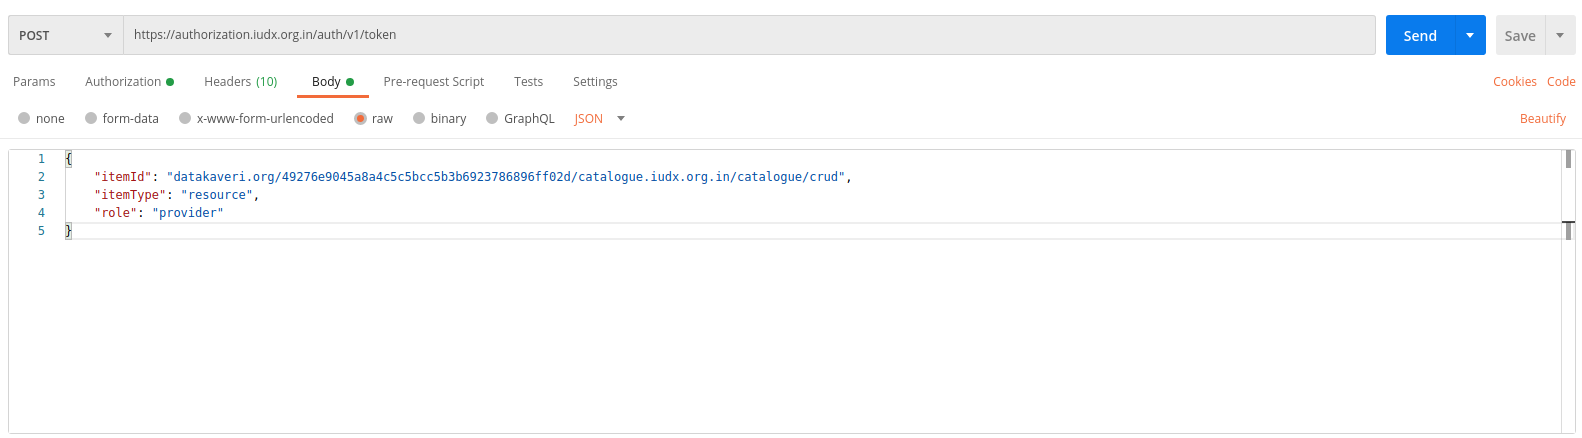 POST https://authorization.iudx.org.in/auth/v1/token Send Save
Params Authorization Headers (10) Body Pre-request Script Tests Settings Cookies Code
none form-data x-www-form-urlencoded raw binary GraphQL JSON Beautify
1 {
2 "itemId": "datakaveri.org/49276e9045a8a4c5c5bcc5b3b6923786896ff02d/catalogue.iudx.org.in/catalogue/crud",
3 "itemType": "resource",
4 "role": "provider"
5 }